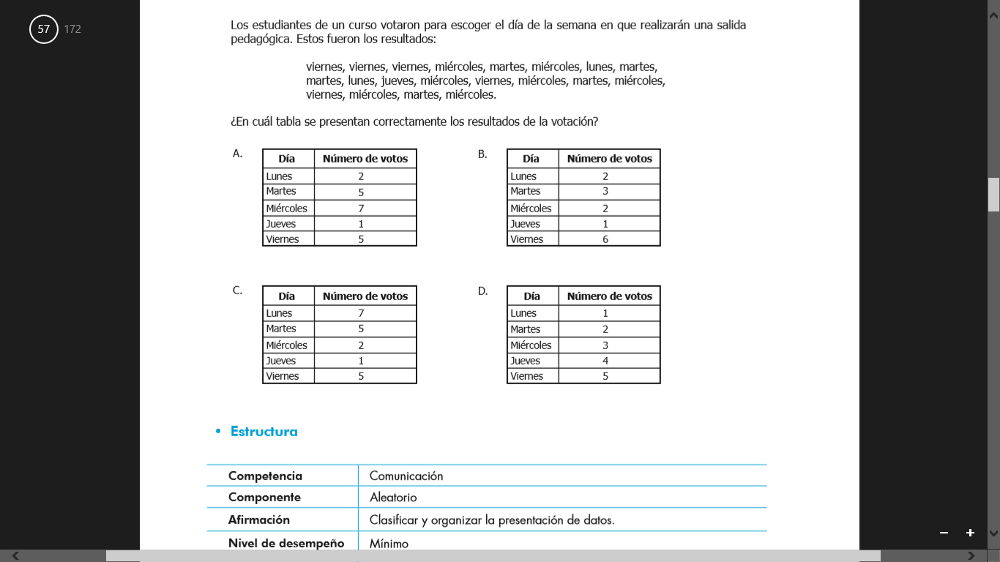 57 172
Los estudiantes de un curso votaron para escoger el día de la semana en que realizarán una salida
pedagógica. Estos fueron los resultados:
viernes, viernes, viernes, miércoles, martes, miércoles, lunes, martes,
martes, lunes, jueves, miércoles, viernes, miércoles, martes, miércoles,
viernes, miércoles, martes, miércoles.
¿En cuál tabla se presentan correctamente los resultados de la votación?
A.
Día Número de votos
Lunes 2
Martes 5
Miércoles 7
Jueves 1
Viernes 5
B.
Día Número de votos
Lunes 2
Martes 3
Miércoles 2
Jueves 1
Viernes 6
C.
Día Número de votos
Lunes 7
Martes 5
Miércoles 2
Jueves 1
Viernes 5
D.
Día Número de votos
Lunes 1
Martes 2
Miércoles 3
Jueves 4
Viernes 5
• Estructura
Competencia Comunicación
Componente Aleatorio
Afirmación Clasificar y organizar la presentación de datos.
Nivel de desempeño Mínimo